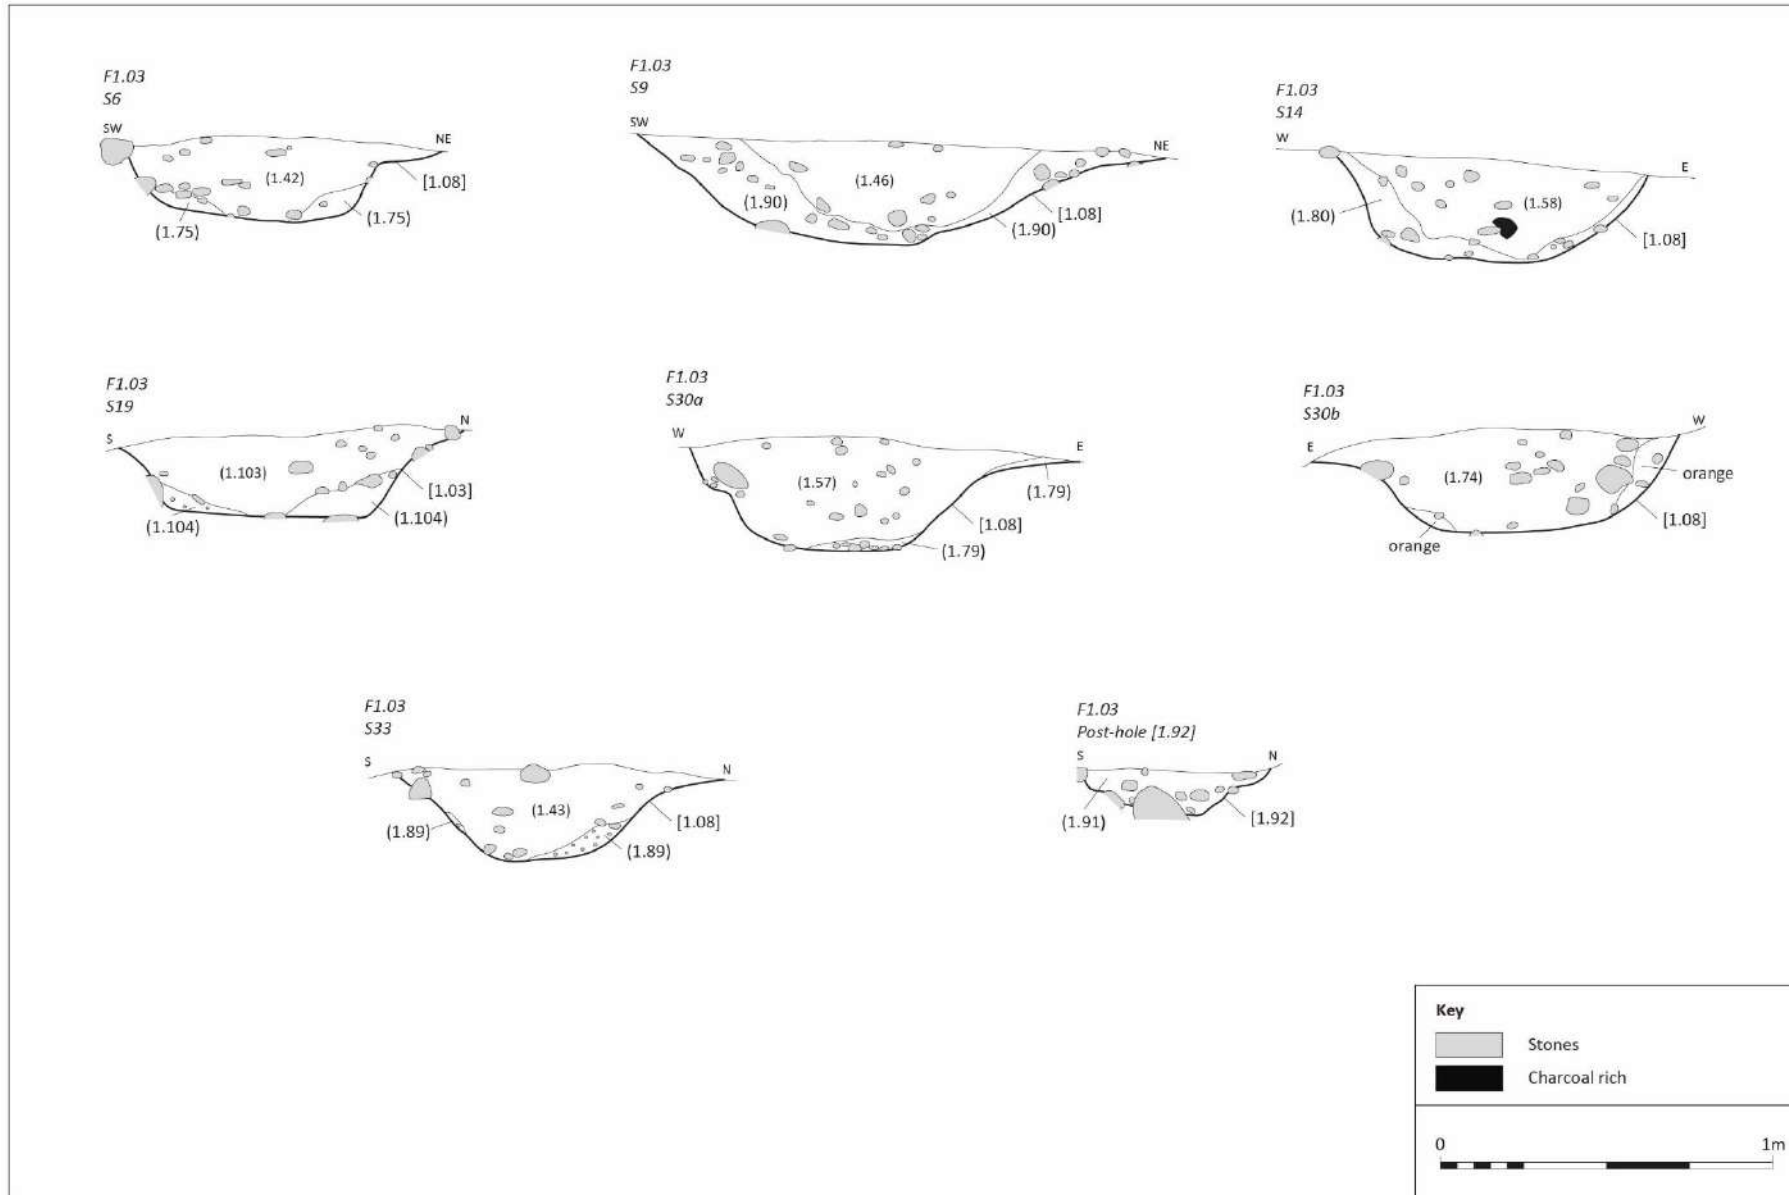 F1.03
S6
SW
NE
(1.42)
[1.08]
(1.75)
(1.75)
F1.03
S9
SW
NE
(1.46)
(1.90)
[1.08]
(1.90)
F1.03
S14
W
E
(1.80)
(1.58)
[1.08]
F1.03
S19
S
N
(1.103)
[1.03]
(1.104)
(1.104)
F1.03
S30a
W
E
(1.57)
(1.79)
[1.08]
(1.79)
F1.03
S30b
E
W
(1.74)
orange
[1.08]
orange
F1.03
S33
S
N
(1.43)
[1.08]
(1.89)
(1.89)
F1.03
Post-hole [1.92]
S
N
(1.91)
[1.92]
Key
Stones
Charcoal rich
0
1m